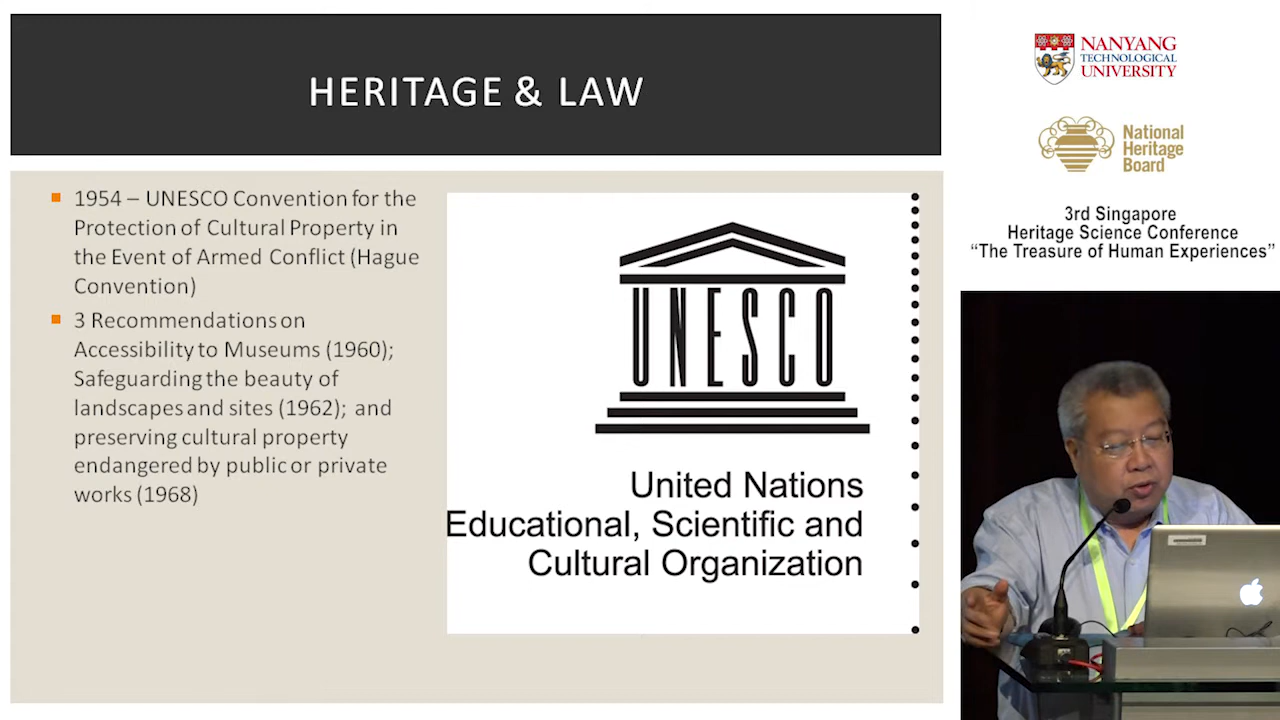 HERITAGE & LAW
1954 – UNESCO Convention for the
Protection of Cultural Property in
the Event of Armed Conflict (Hague
Convention)
3 Recommendations on
Accessibility to Museums (1960);
Safeguarding the beauty of
landscapes and sites (1962); and
preserving cultural property
endangered by public or private
works (1968)
UNESCO
United Nations
Educational, Scientific and
Cultural Organization
NANYANG
TECHNOLOGICAL
UNIVERSITY
National
Heritage
Board
3rd Singapore
Heritage Science Conference
“The Treasure of Human Experiences”